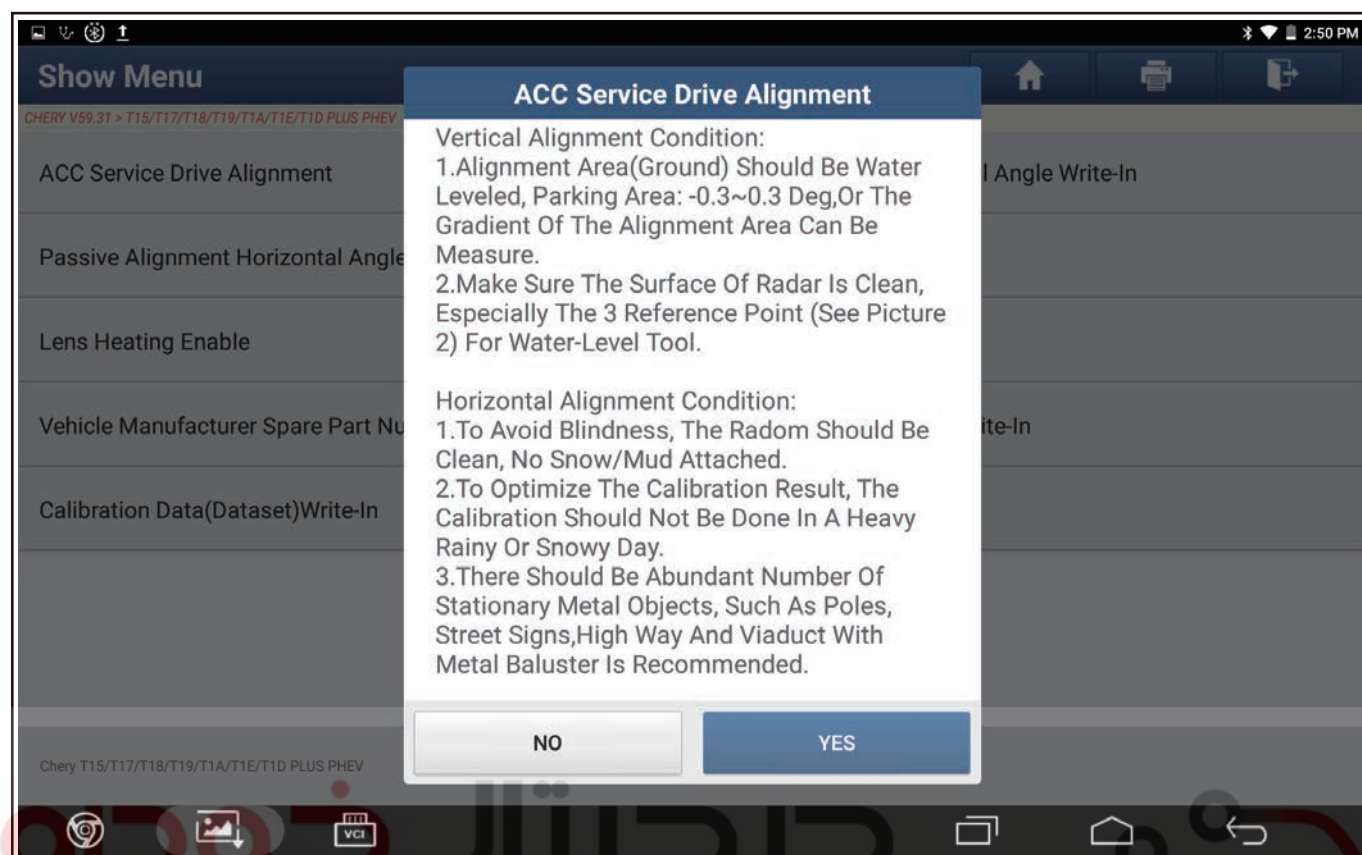 2:50 PM
Show Menu
CHERY V59.31 > T15/T17/T18/T19/T1A/T1E/T1D PLUS PHEV
ACC Service Drive Alignment
Vertical Alignment Condition:
1.Alignment Area(Ground) Should Be Water
Leveled, Parking Area: -0.3~0.3 Deg,Or The
Gradient Of The Alignment Area Can Be
Measure.
2.Make Sure The Surface Of Radar Is Clean,
Especially The 3 Reference Point (See Picture
2) For Water-Level Tool.
Horizontal Alignment Condition:
1.To Avoid Blindness, The Radom Should Be
Clean, No Snow/Mud Attached.
2.To Optimize The Calibration Result, The
Calibration Should Not Be Done In A Heavy
Rainy Or Snowy Day.
3.There Should Be Abundant Number Of
Stationary Metal Objects, Such As Poles,
Street Signs,High Way And Viaduct With
Metal Baluster Is Recommended.
NO
YES
ACC Service Drive Alignment
l Angle Write-In
Passive Alignment Horizontal Angle
Lens Heating Enable
Vehicle Manufacturer Spare Part Nu
ite-In
Calibration Data(Dataset)Write-In
Chery T15/T17/T18/T19/T1A/T1E/T1D PLUS PHEV
VCI